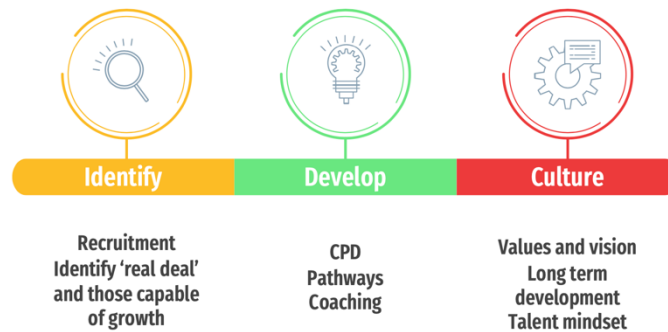 Identify
Develop
Culture
Recruitment
Identify ‘real deal’
and those capable
of growth
CPD
Pathways
Coaching
Values and vision
Long term
development
Talent mindset